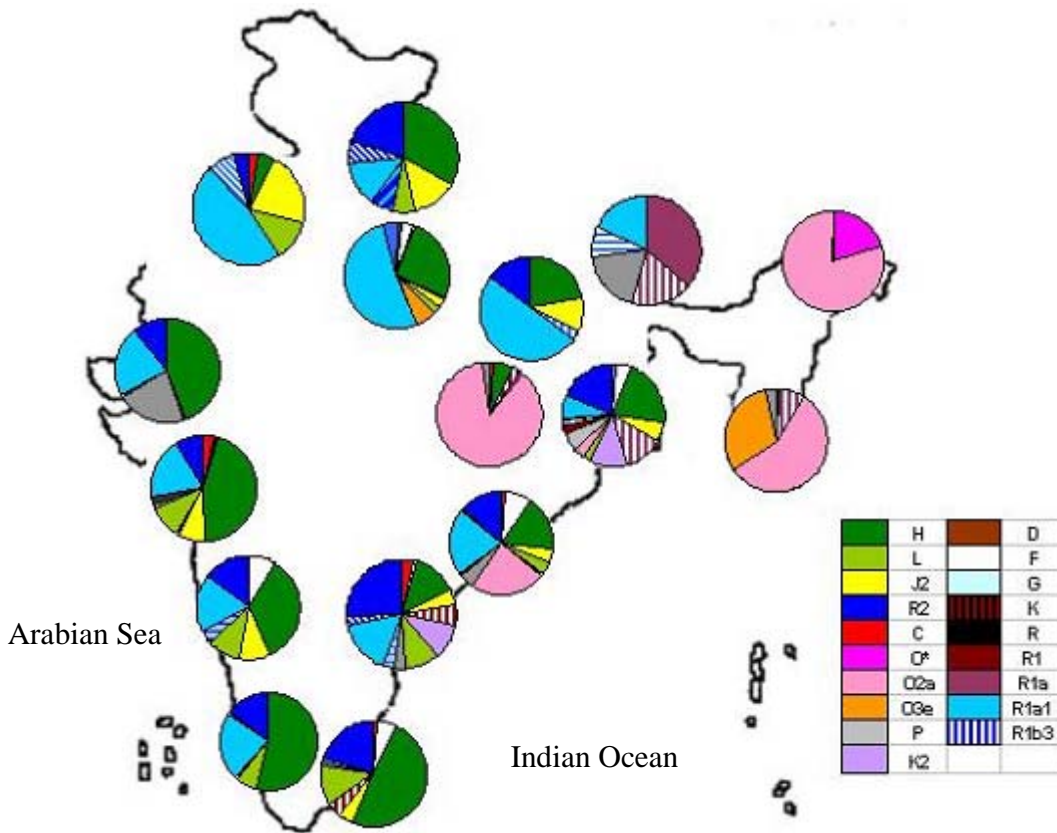 Arabian Sea
Indian Ocean
H D
L F
J2 G
R2 K
C R
O* R1
O2a R1a
O3e R1a1
P R1b3
K2